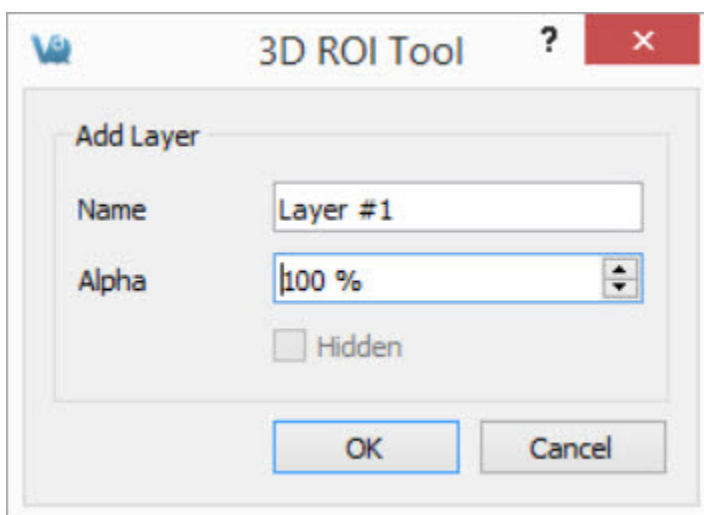 3D ROI Tool ?
Add Layer
Name Layer #1
Alpha 100 %
Hidden
OK Cancel